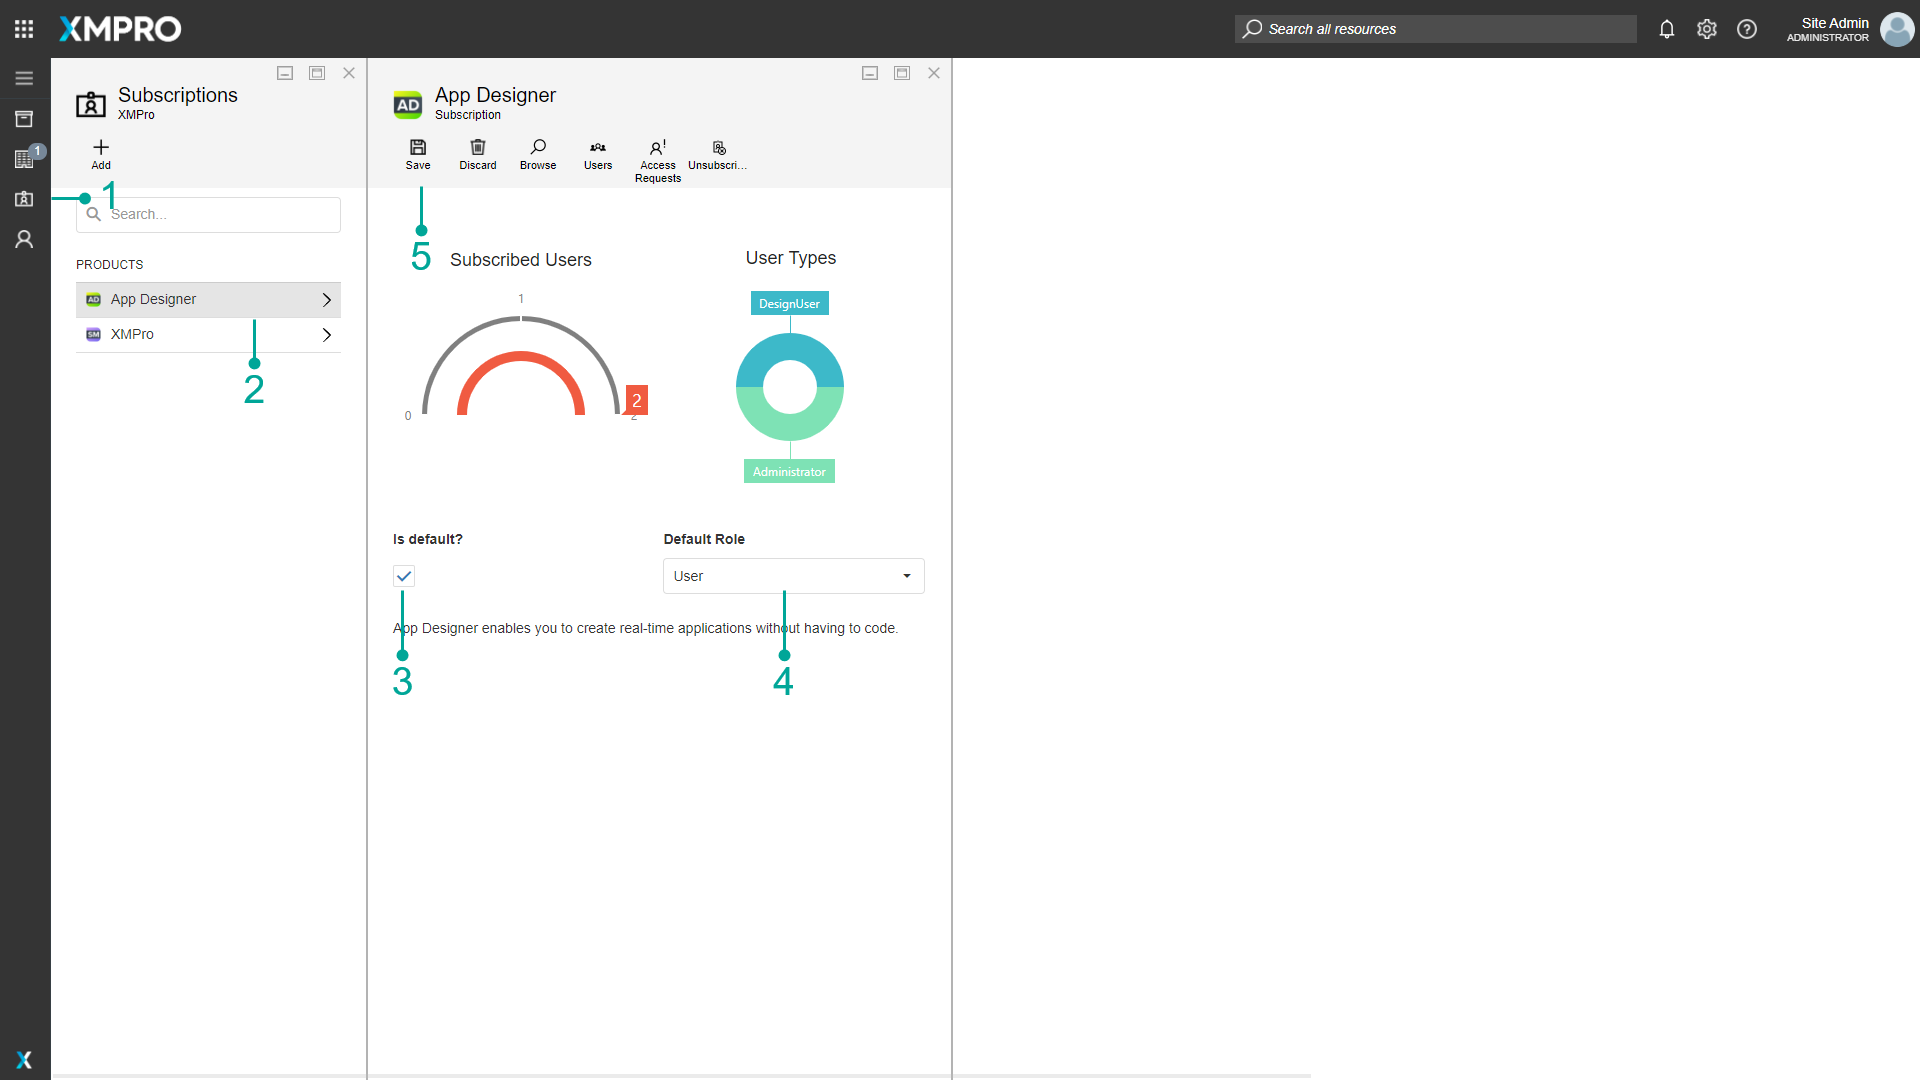 XMPRO
Search all resources
Site Admin
ADMINISTRATOR
1
Subscriptions
XMPro
Add
1
Search...
PRODUCTS
App Designer
XMPro
2
AD
App Designer
Subscription
Save
Discard
Browse
Users
Access
Requests
Unsubscri...
5
Subscribed Users
1
0
2
2
User Types
DesignUser
Administrator
Is default?
Default Role
User
App Designer enables you to create real-time applications without having to code.
3
4